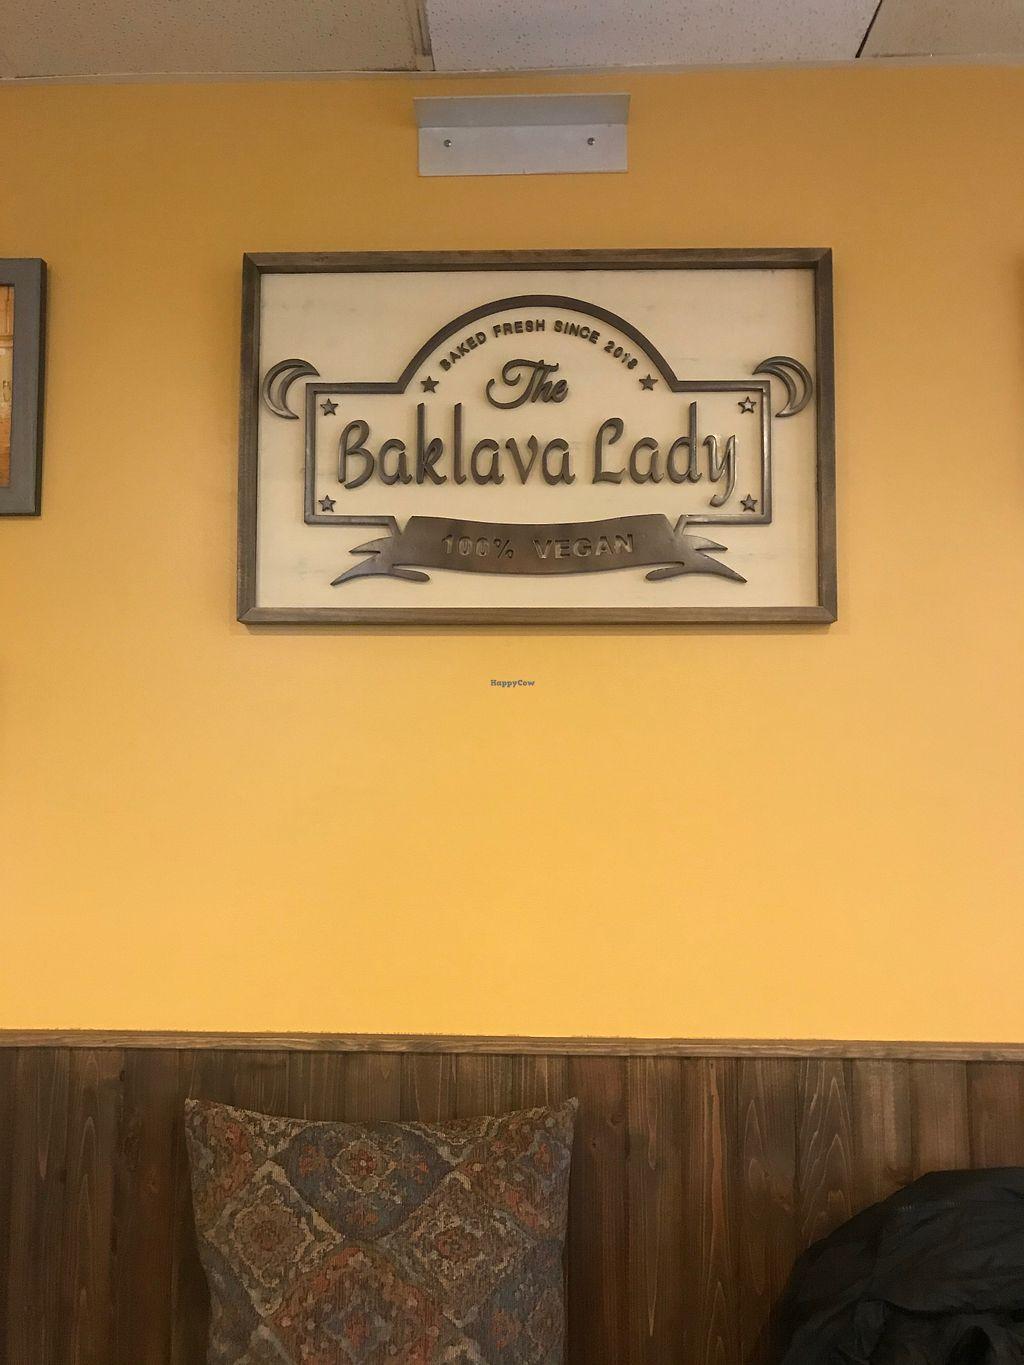 BAKED FRESH SINCE 2018
The
Baklava Lady
100% VEGAN
HappyCow